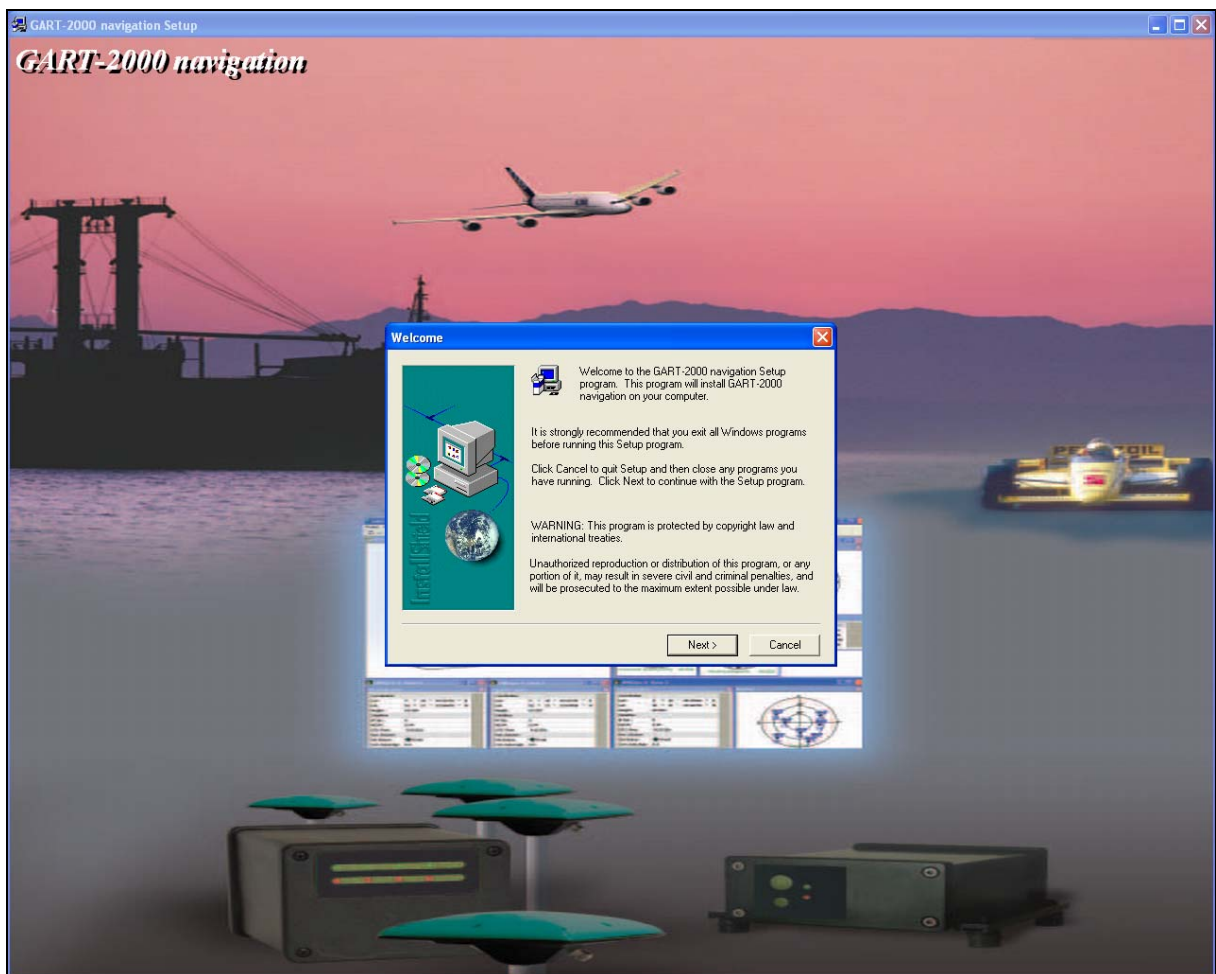 GART-2000 navigation Setup
GART-2000 navigation
Welcome
Welcome to the GART-2000 navigation Setup
program. This program will install GART-2000
navigation on your computer.
It is strongly recommended that you exit all Windows programs
before running this Setup program.
Click Cancel to quit Setup and then close any programs you
have running. Click Next to continue with the Setup program.
WARNING: This program is protected by copyright law and
international treaties.
Unauthorized reproduction or distribution of this program, or any
portion of it, may result in severe civil and criminal penalties, and
will be prosecuted to the maximum extent possible under law.
InstallShield
Next >
Cancel